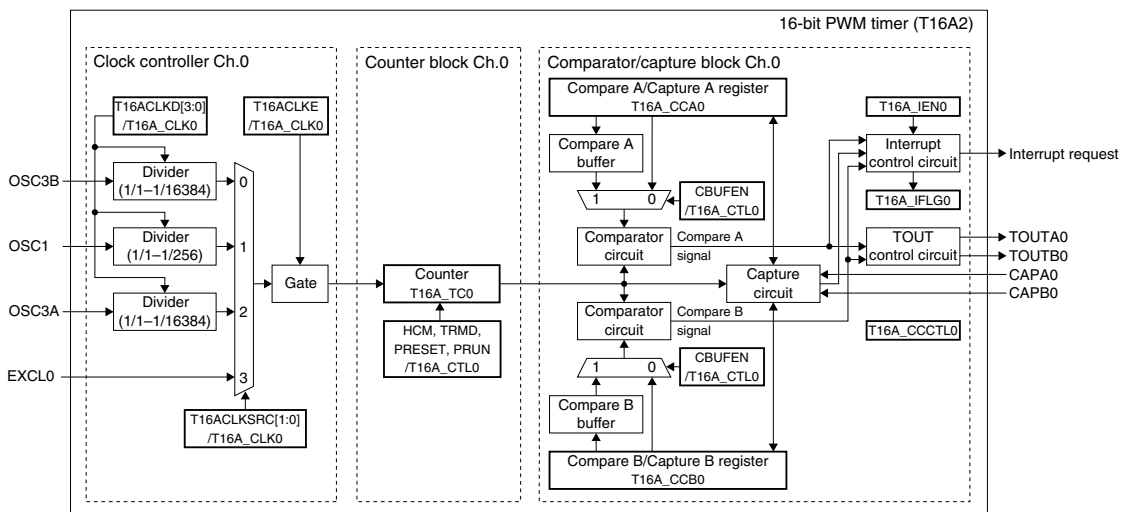 16-bit PWM timer (T16A2)
Clock controller Ch.0
Counter block Ch.0
Comparator/capture block Ch.0
T16ACLKD[3:0]
/T16A_CLK0
T16ACLKE
/T16A_CLK0
Compare A/Capture A register
T16A_CCA0
T16A_IEN0
Compare A
buffer
Interrupt
control circuit
Interrupt request
OSC3B
Divider
(1/1–1/16384)
0
1 0
CBUFEN
/T16A_CTL0
T16A_IFLG0
OSC1
Divider
(1/1–1/256)
1
Comparator
circuit
Compare A
signal
TOUT
control circuit
TOUTA0
TOUTB0
Gate
Counter
T16A_TC0
Capture
circuit
CAPA0
CAPB0
OSC3A
Divider
(1/1–1/16384)
2
HCM, TRMD,
PRESET, PRUN
/T16A_CTL0
Comparator
circuit
Compare B
signal
T16A_CCCTL0
EXCL0
3
1 0
CBUFEN
/T16A_CTL0
T16ACLKSRC[1:0]
/T16A_CLK0
Compare B
buffer
Compare B/Capture B register
T16A_CCB0